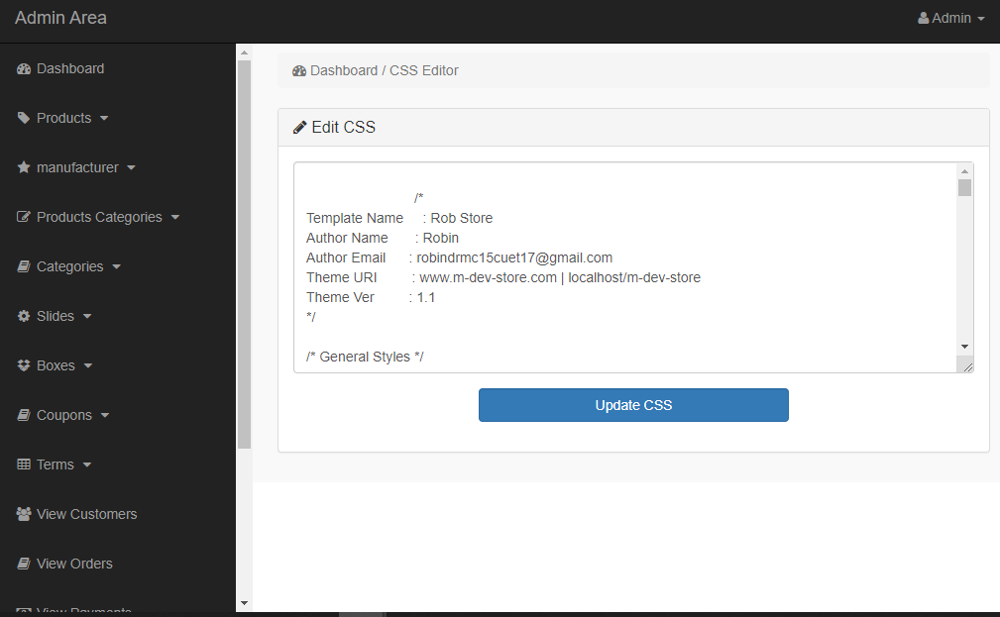 Admin Area
Admin
Dashboard
Products
manufacturer
Products Categories
Categories
Slides
Boxes
Coupons
Terms
View Customers
View Orders
View Payments
Dashboard / CSS Editor
Edit CSS
/*
Template Name : Rob Store
Author Name : Robin
Author Email : robindrmc15cuet17@gmail.com
Theme URI : www.m-dev-store.com | localhost/m-dev-store
Theme Ver : 1.1
*/
/* General Styles */
Update CSS